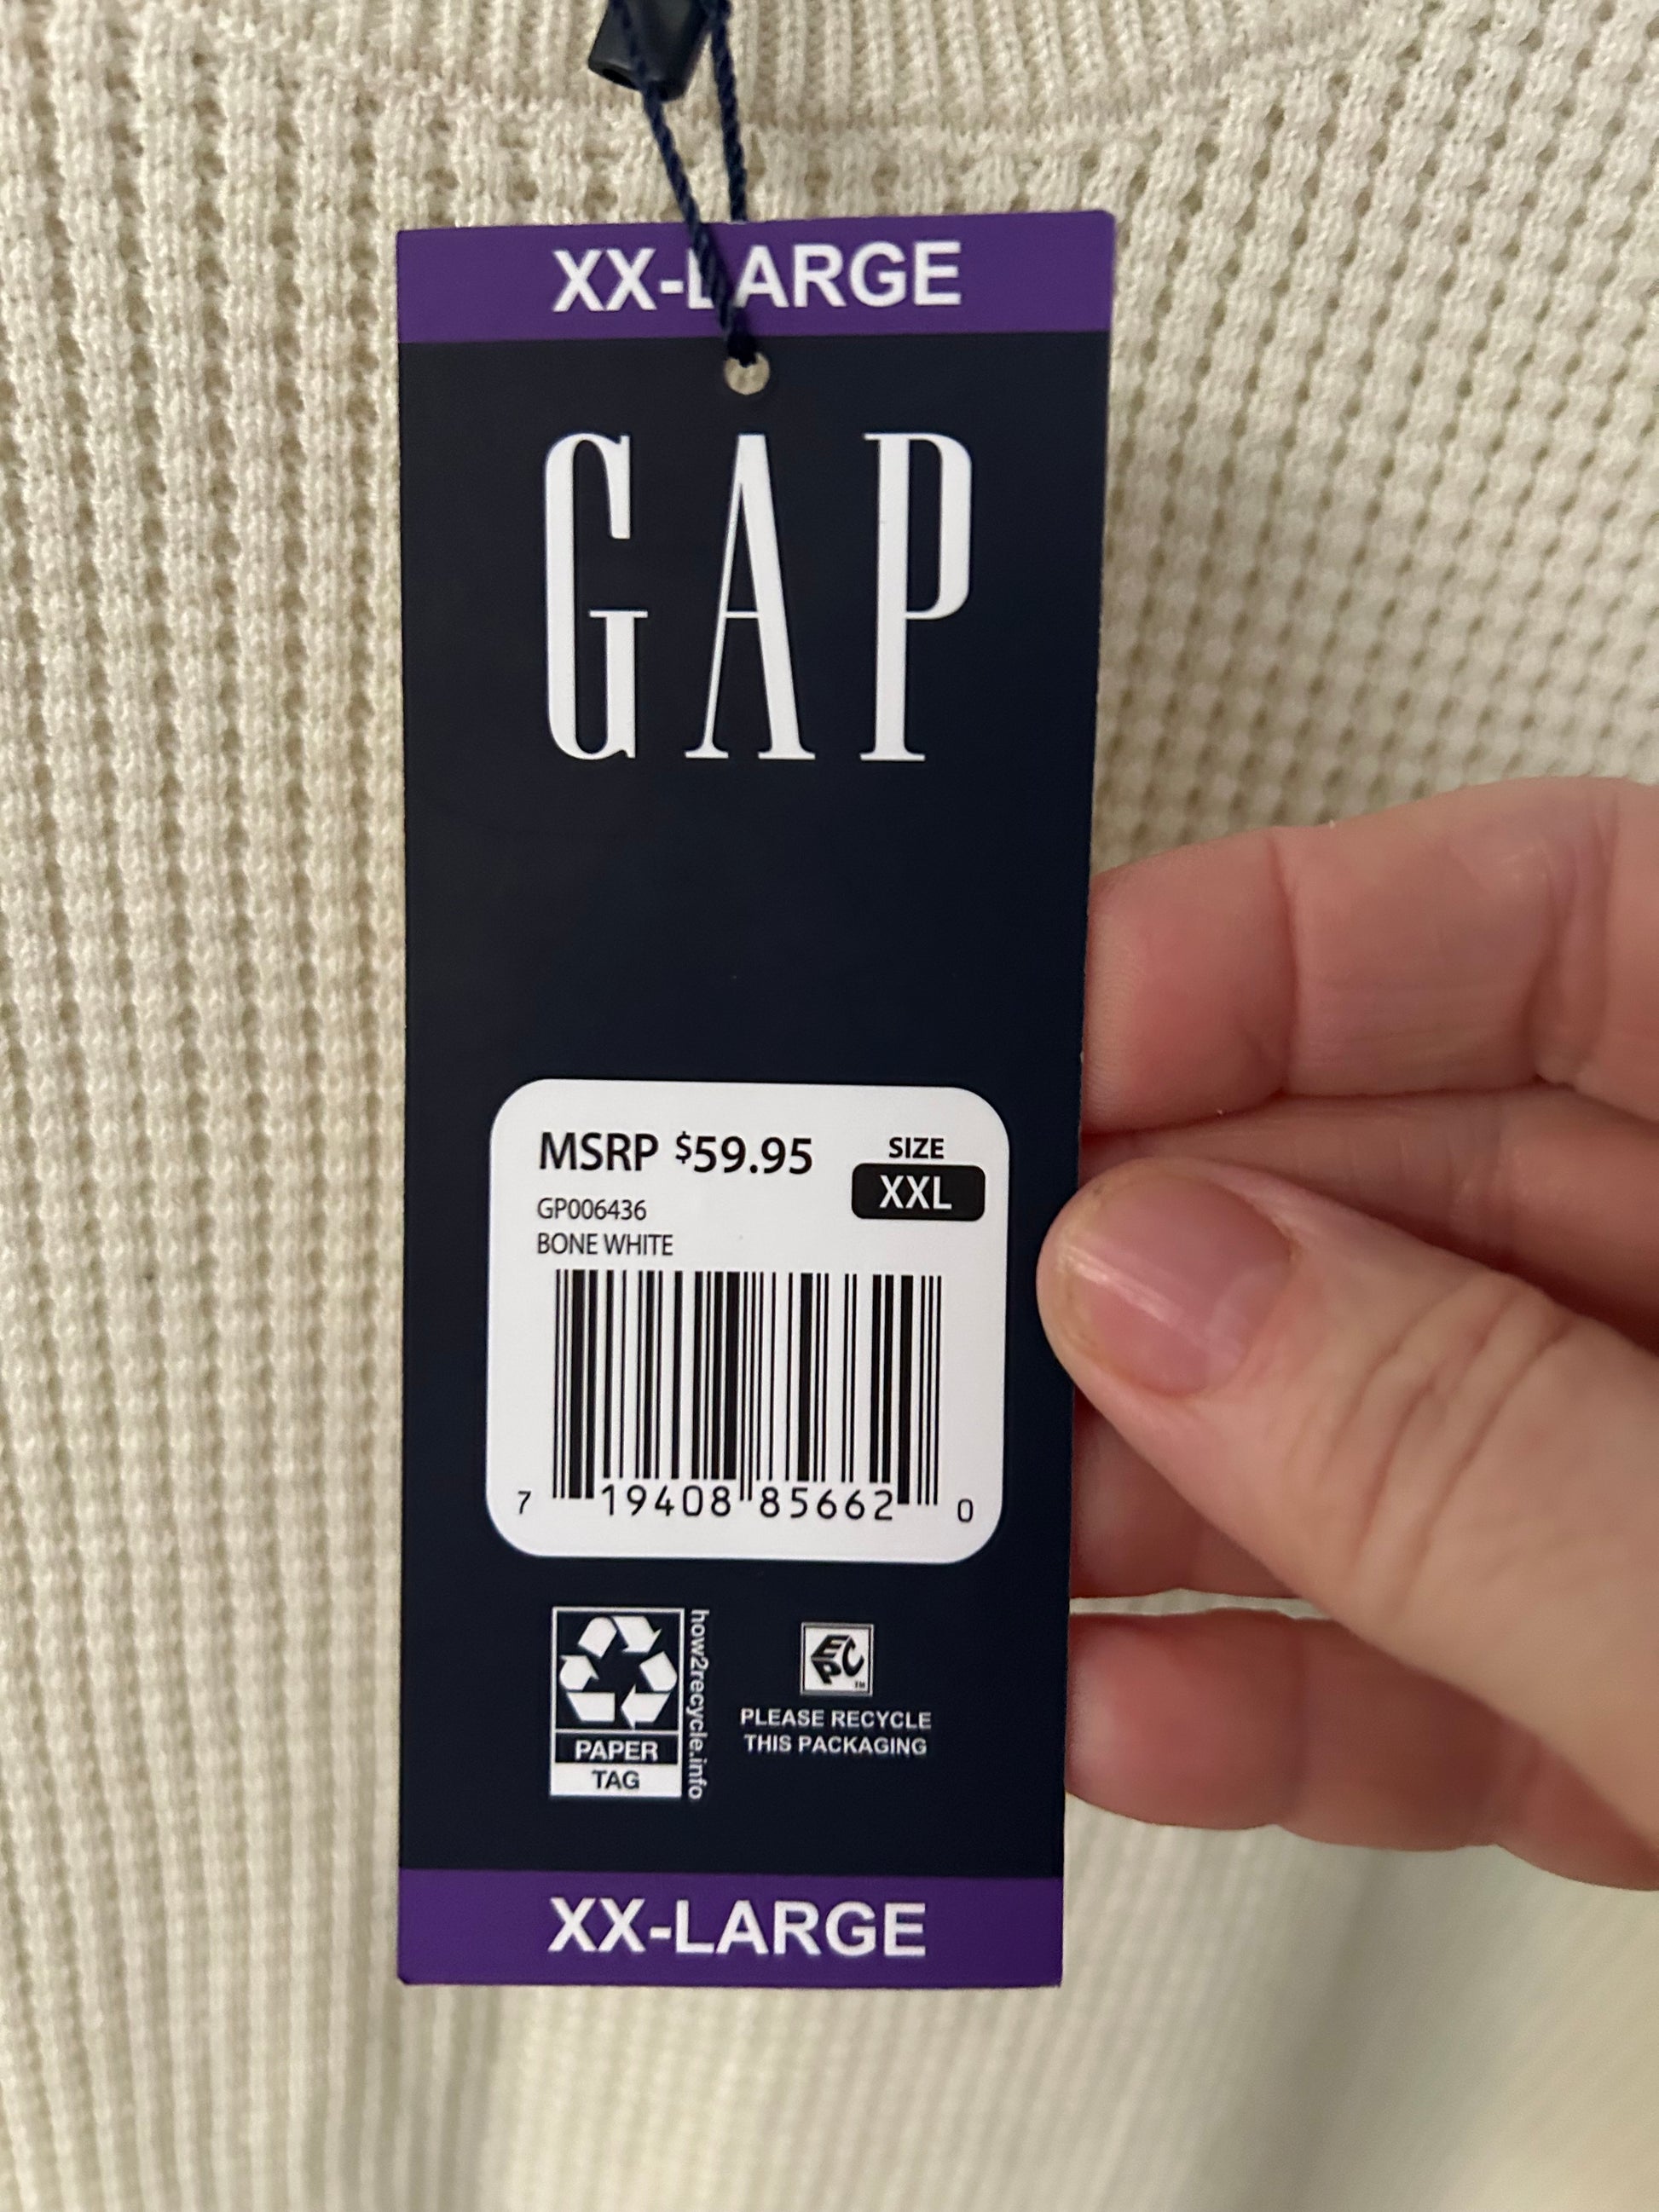 XX-LARGE
GAP
MSRP $59.95
SIZE
XXL
GP006436
BONE WHITE
7 19408 85662 0
how2recycle.info
PAPER
TAG
EPC™
PLEASE RECYCLE
THIS PACKAGING
XX-LARGE